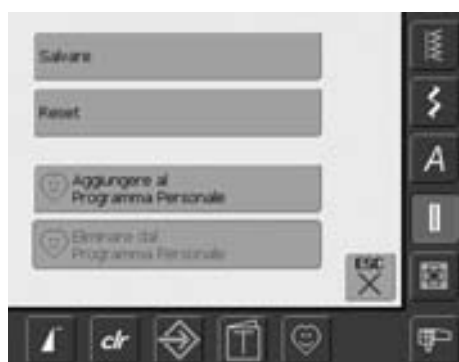 Salvare
Reset
Aggiungere al
Programma Personale
Eliminare dal
Programma Personale
ESC
A
clr
T